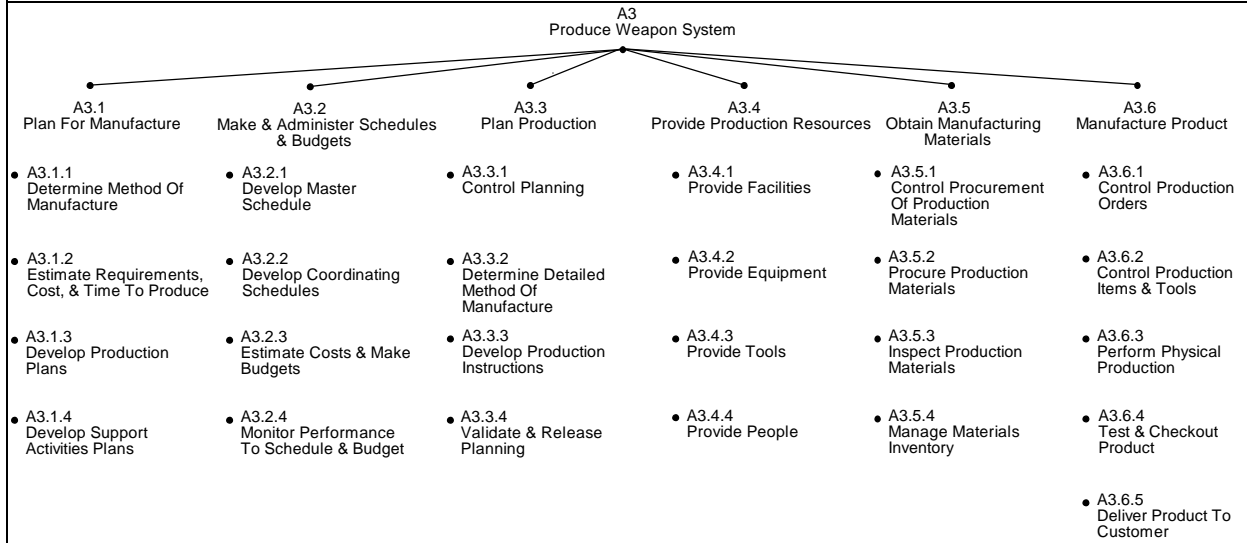 A3
Produce Weapon System
A3.1
Plan For Manufacture
A3.2
Make & Administer Schedules
& Budgets
A3.3
Plan Production
A3.4
Provide Production Resources
A3.5
Obtain Manufacturing
Materials
A3.6
Manufacture Product
A3.1.1
Determine Method Of
Manufacture
A3.1.2
Estimate Requirements,
Cost, & Time To Produce
A3.1.3
Develop Production
Plans
A3.1.4
Develop Support
Activities Plans
A3.2.1
Develop Master
Schedule
A3.2.2
Develop Coordinating
Schedules
A3.2.3
Estimate Costs & Make
Budgets
A3.2.4
Monitor Performance
To Schedule & Budget
A3.3.1
Control Planning
A3.3.2
Determine Detailed
Method Of
Manufacture
A3.3.3
Develop Production
Instructions
A3.3.4
Validate & Release
Planning
A3.4.1
Provide Facilities
A3.4.2
Provide Equipment
A3.4.3
Provide Tools
A3.4.4
Provide People
A3.5.1
Control Procurement
Of Production
Materials
A3.5.2
Procure Production
Materials
A3.5.3
Inspect Production
Materials
A3.5.4
Manage Materials
Inventory
A3.6.1
Control Production
Orders
A3.6.2
Control Production
Items & Tools
A3.6.3
Perform Physical
Production
A3.6.4
Test & Checkout
Product
A3.6.5
Deliver Product To
Customer